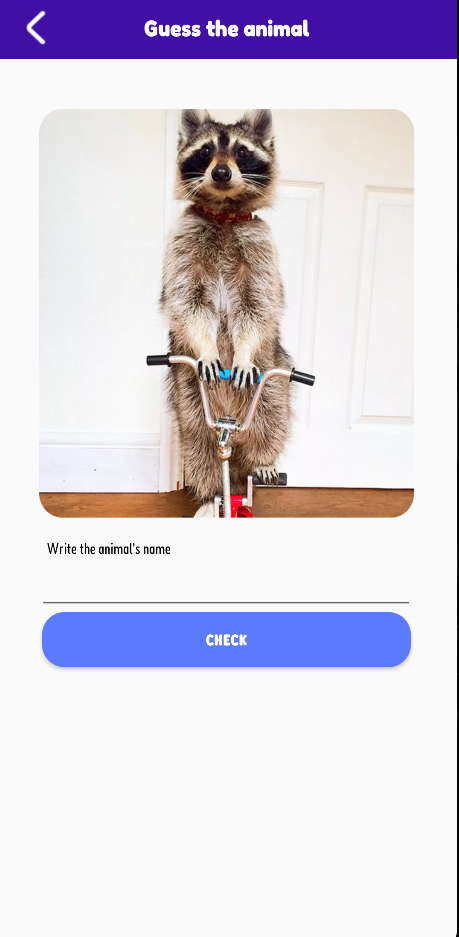 Guess the animal
Write the animal's name
CHECK